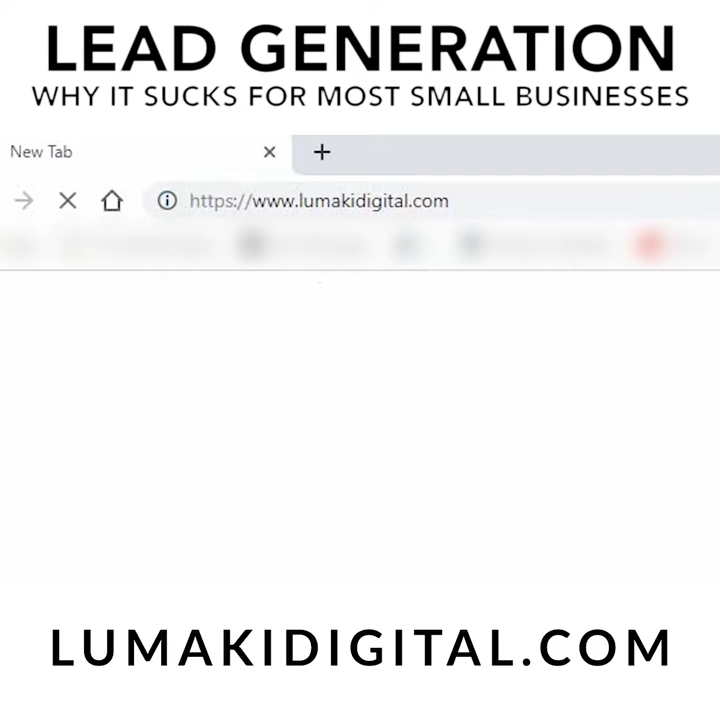 LEAD GENERATION
WHY IT SUCKS FOR MOST SMALL BUSINESSES
New Tab
https://www.lumakidigital.com
LUMAKIDIGITAL.COM